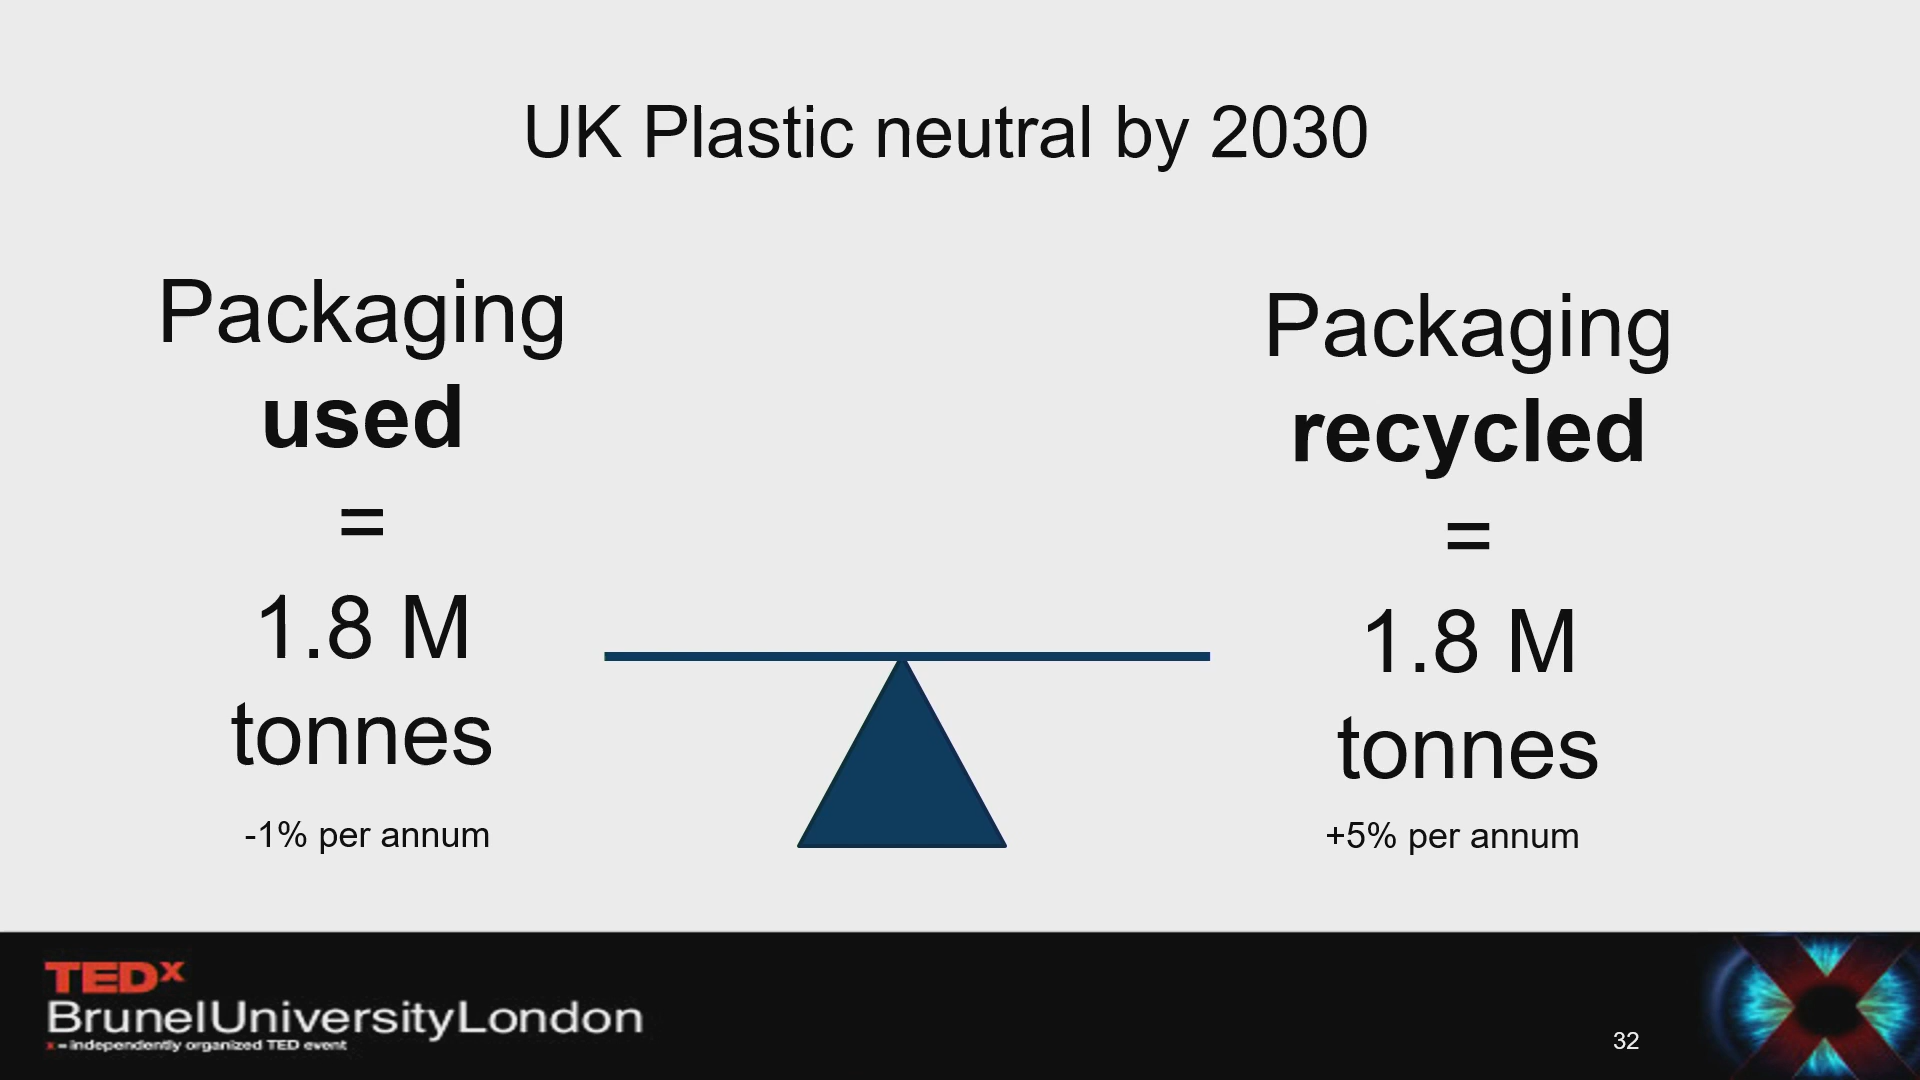 UK Plastic neutral by 2030
Packaging
used
=
1.8 M
tonnes
-1% per annum
Packaging
recycled
=
1.8 M
tonnes
+5% per annum
TEDx
BrunelUniversityLondon
x = independently organized TED event
32